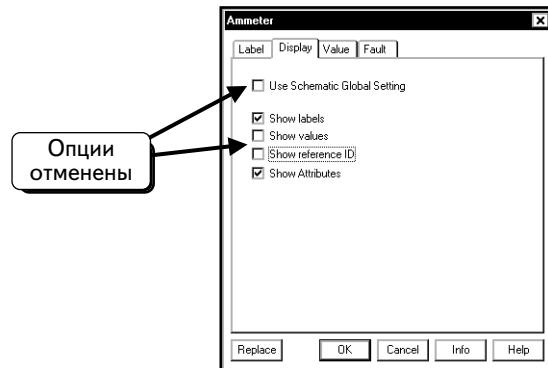 Ammeter
Label Display Value Fault
Use Schematic Global Setting
Show labels
Show values
Show reference ID
Show Attributes
Опции
отменены
Replace OK Cancel Info Help